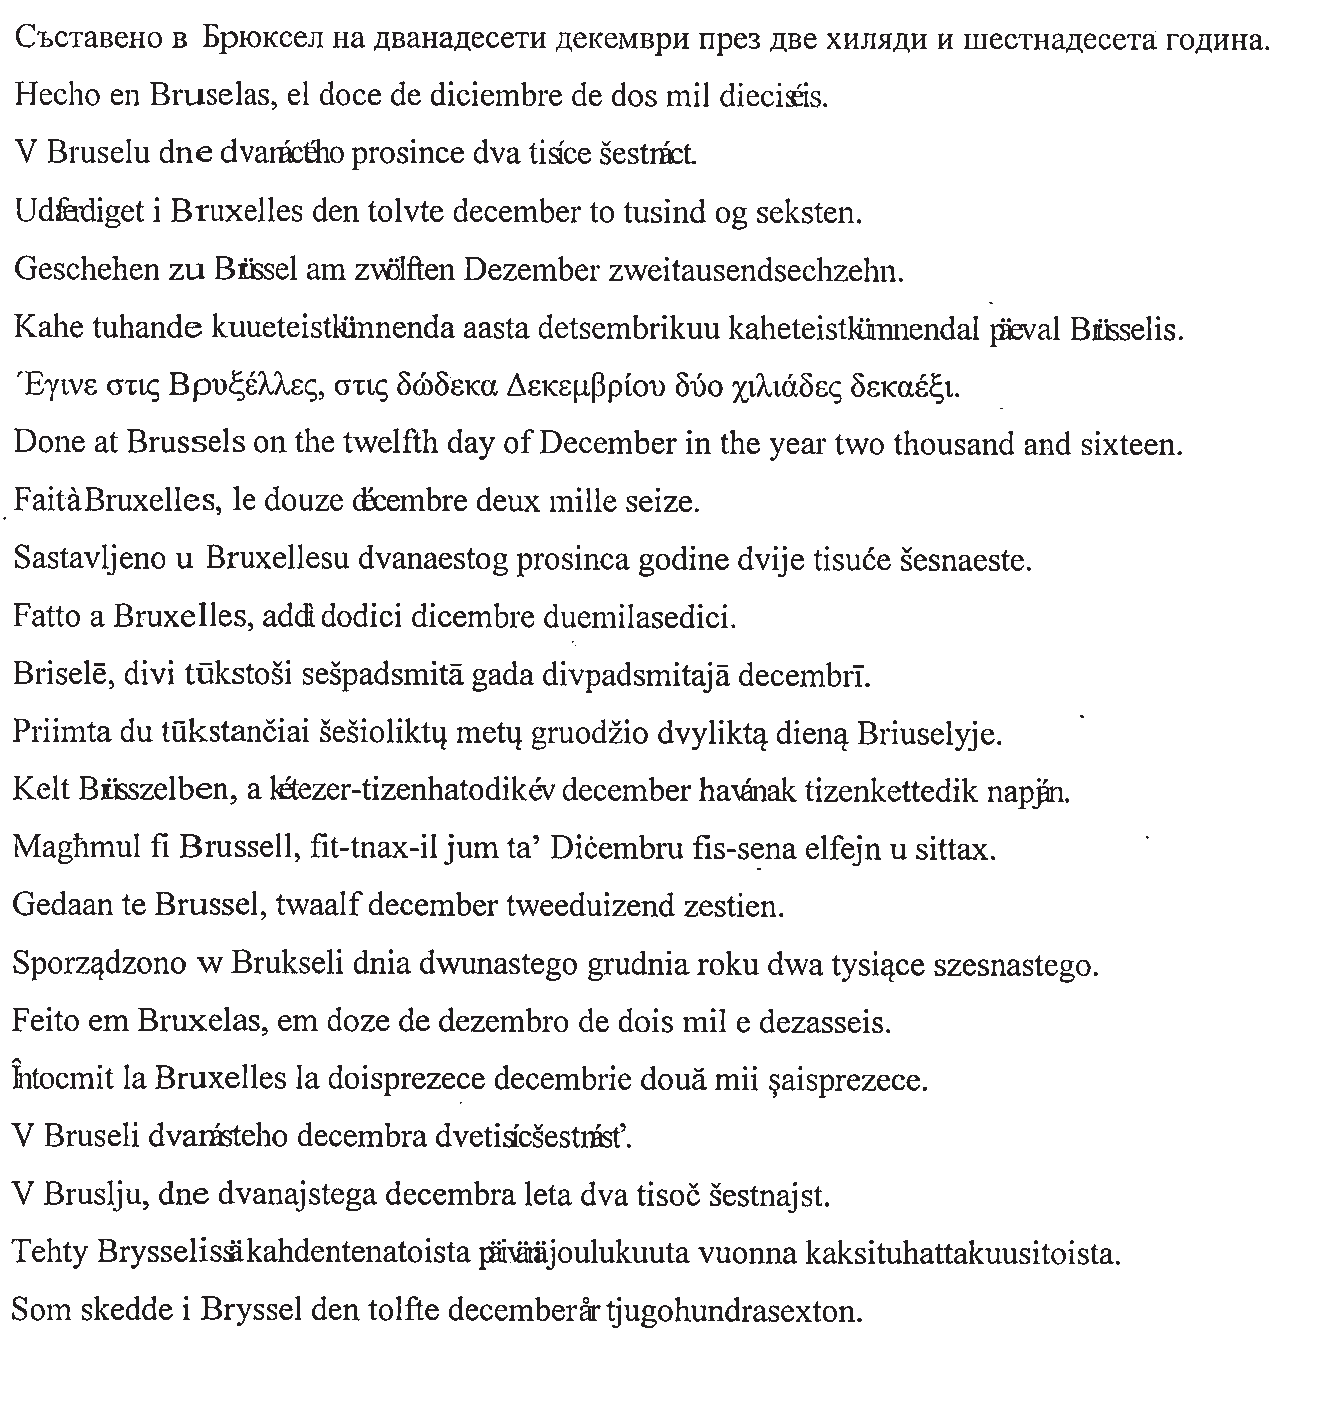 Съставено в Брюксел на дванадесети декември през две хиляди и шестнадесета година.
Hecho en Bruselas, el doce de diciembre de dos mil dieciséis.
V Bruselu dne dvanáctého prosince dva tisíce šestnáct.
Udfærdiget i Bruxelles den tolvte december to tusind og seksten.
Geschehen zu Brüssel am zwölften Dezember zweitausendsechzehn.
Kahe tuhande kuueteistkümnenda aasta detsembrikuu kaheteistkümnendal päeval Brüsselis.
Έγινε στις Βρυξέλλες, στις δώδεκα Δεκεμβρίου δύο χιλιάδες δεκαέξι.
Done at Brussels on the twelfth day of December in the year two thousand and sixteen.
Fait à Bruxelles, le douze décembre deux mille seize.
Sastavljeno u Bruxellesu dvanaestog prosinca godine dvije tisuće šesnaeste.
Fatto a Bruxelles, addì dodici dicembre duemilasedici.
Briselē, divi tūkstoši sešpadsmitā gada divpadsmitajā decembrī.
Priimta du tūkstančiai šešioliktų metų gruodžio dvyliktą dieną Briuselyje.
Kelt Brüsszelben, a kétezer-tizenhatodik év december havának tizenkettedik napján.
Magħmul fi Brussell, fit-tnax-il jum ta’ Diċembru fis-sena elfejn u sittax.
Gedaan te Brussel, twaalf december tweeduizend zestien.
Sporządzono w Brukseli dnia dwunastego grudnia roku dwa tysiące szesnastego.
Feito em Bruxelas, em doze de dezembro de dois mil e dezasseis.
Întocmit la Bruxelles la doisprezece decembrie două mii șaisprezece.
V Bruseli dvanásteho decembra dvetisícšestnásť.
V Bruslju, dne dvanajstega decembra leta dva tisoč šestnajst.
Tehty Brysselissä kahdentenatoista päivänä joulukuuta vuonna kaksituhattakuusitoista.
Som skedde i Bryssel den tolfte december år tjugohundrasexton.